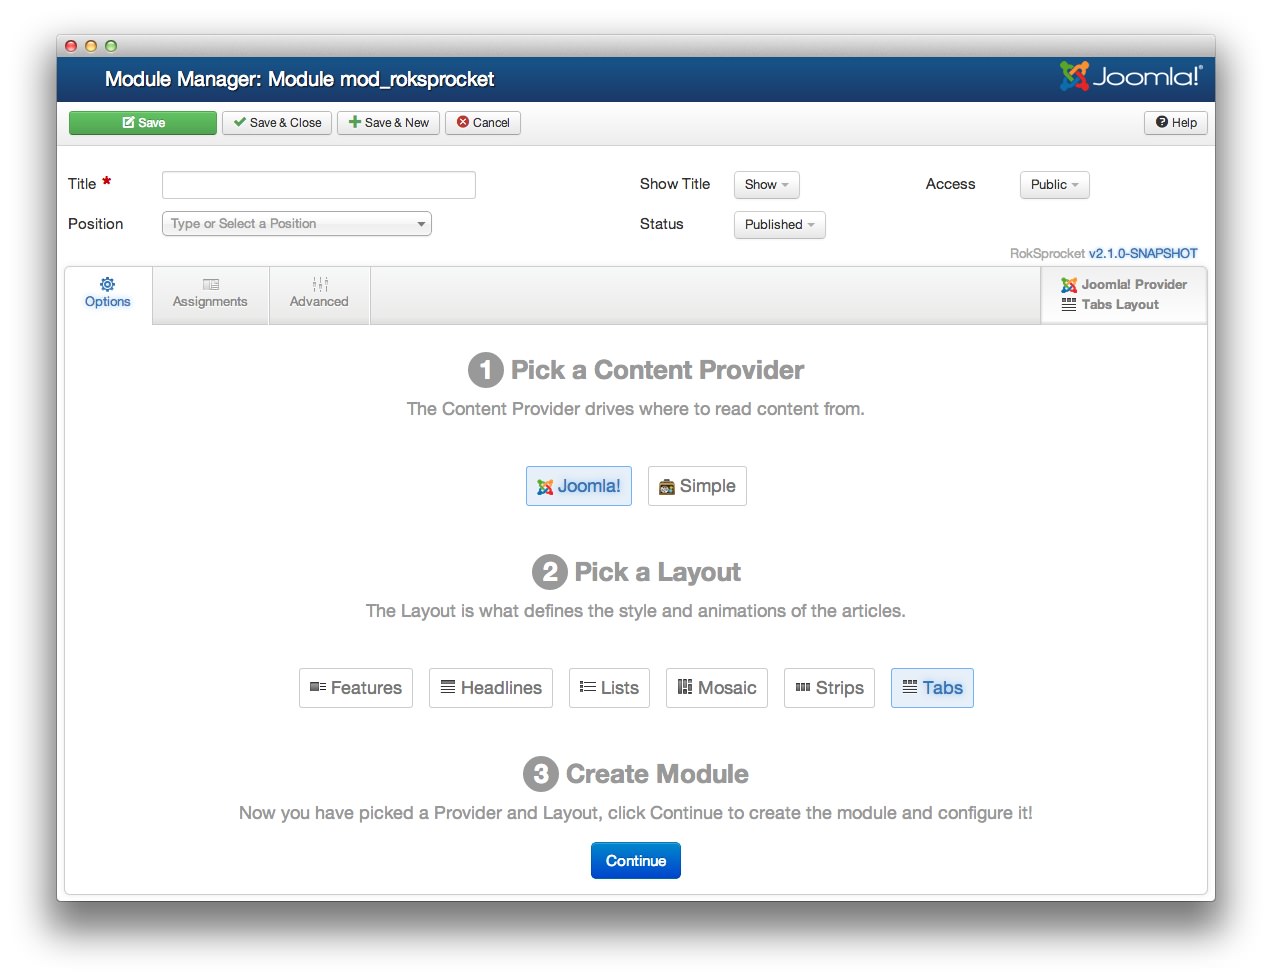 Module Manager: Module mod_roksprocket
Joomla!®
Save
Save & Close
Save & New
Cancel
Help
Title *
Show Title
Show
Access
Public
Position
Type or Select a Position
Status
Published
RokSprocket v2.1.0-SNAPSHOT
Options
Assignments
Advanced
Joomla! Provider
Tabs Layout
1 Pick a Content Provider
The Content Provider drives where to read content from.
Joomla!
Simple
2 Pick a Layout
The Layout is what defines the style and animations of the articles.
Features
Headlines
Lists
Mosaic
Strips
Tabs
3 Create Module
Now you have picked a Provider and Layout, click Continue to create the module and configure it!
Continue